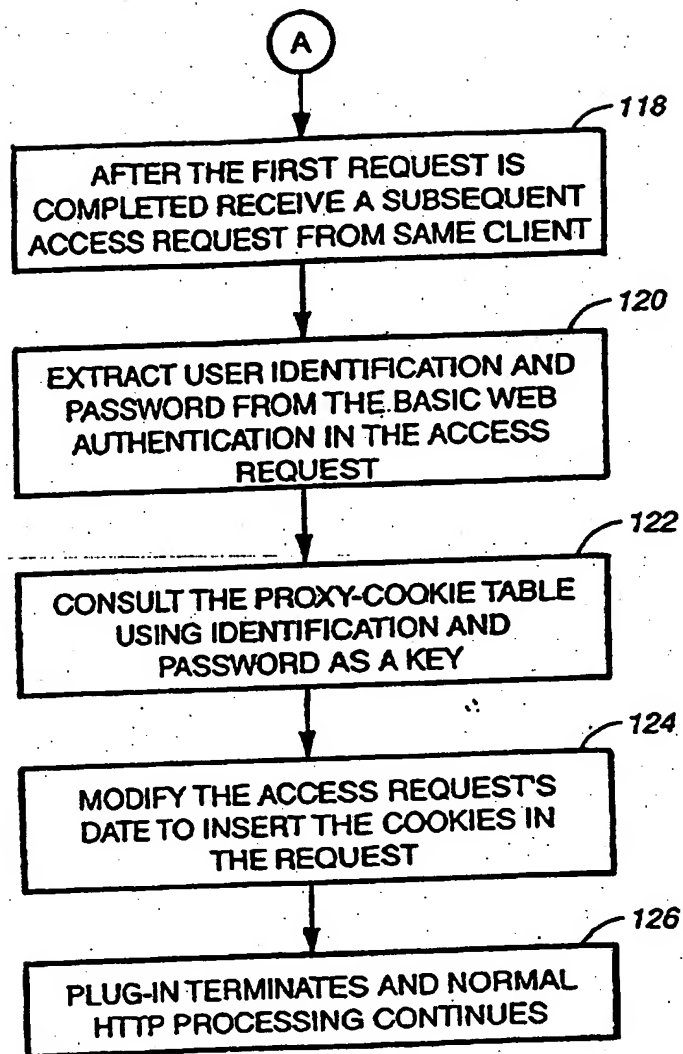 A
118
AFTER THE FIRST REQUEST IS
COMPLETED RECEIVE A SUBSEQUENT
ACCESS REQUEST FROM SAME CLIENT
120
EXTRACT USER IDENTIFICATION AND
PASSWORD FROM THE BASIC WEB
AUTHENTICATION IN THE ACCESS
REQUEST
122
CONSULT THE PROXY-COOKIE TABLE
USING IDENTIFICATION AND
PASSWORD AS A KEY
124
MODIFY THE ACCESS REQUEST'S
DATE TO INSERT THE COOKIES IN
THE REQUEST
126
PLUG-IN TERMINATES AND NORMAL
HTTP PROCESSING CONTINUES